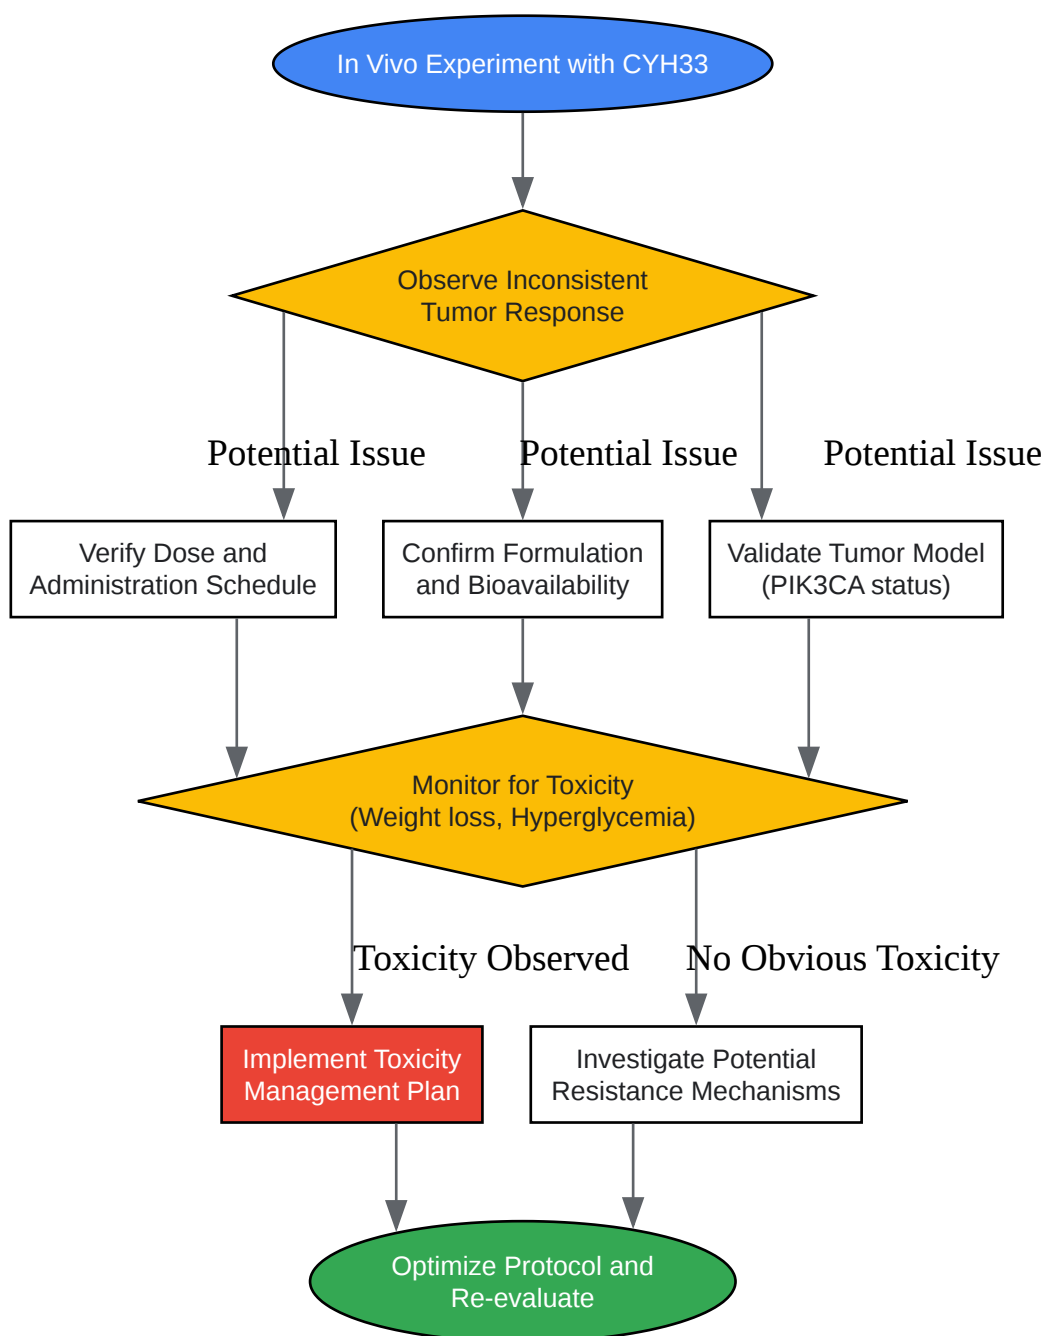 In Vivo Experiment with CYH33
Observe Inconsistent
Tumor Response
Potential Issue
Potential Issue
Potential Issue
Verify Dose and
Administration Schedule
Confirm Formulation
and Bioavailability
Validate Tumor Model
(PIK3CA status)
Monitor for Toxicity
(Weight loss, Hyperglycemia)
Toxicity Observed
No Obvious Toxicity
Implement Toxicity
Management Plan
Investigate Potential
Resistance Mechanisms
Optimize Protocol and
Re-evaluate